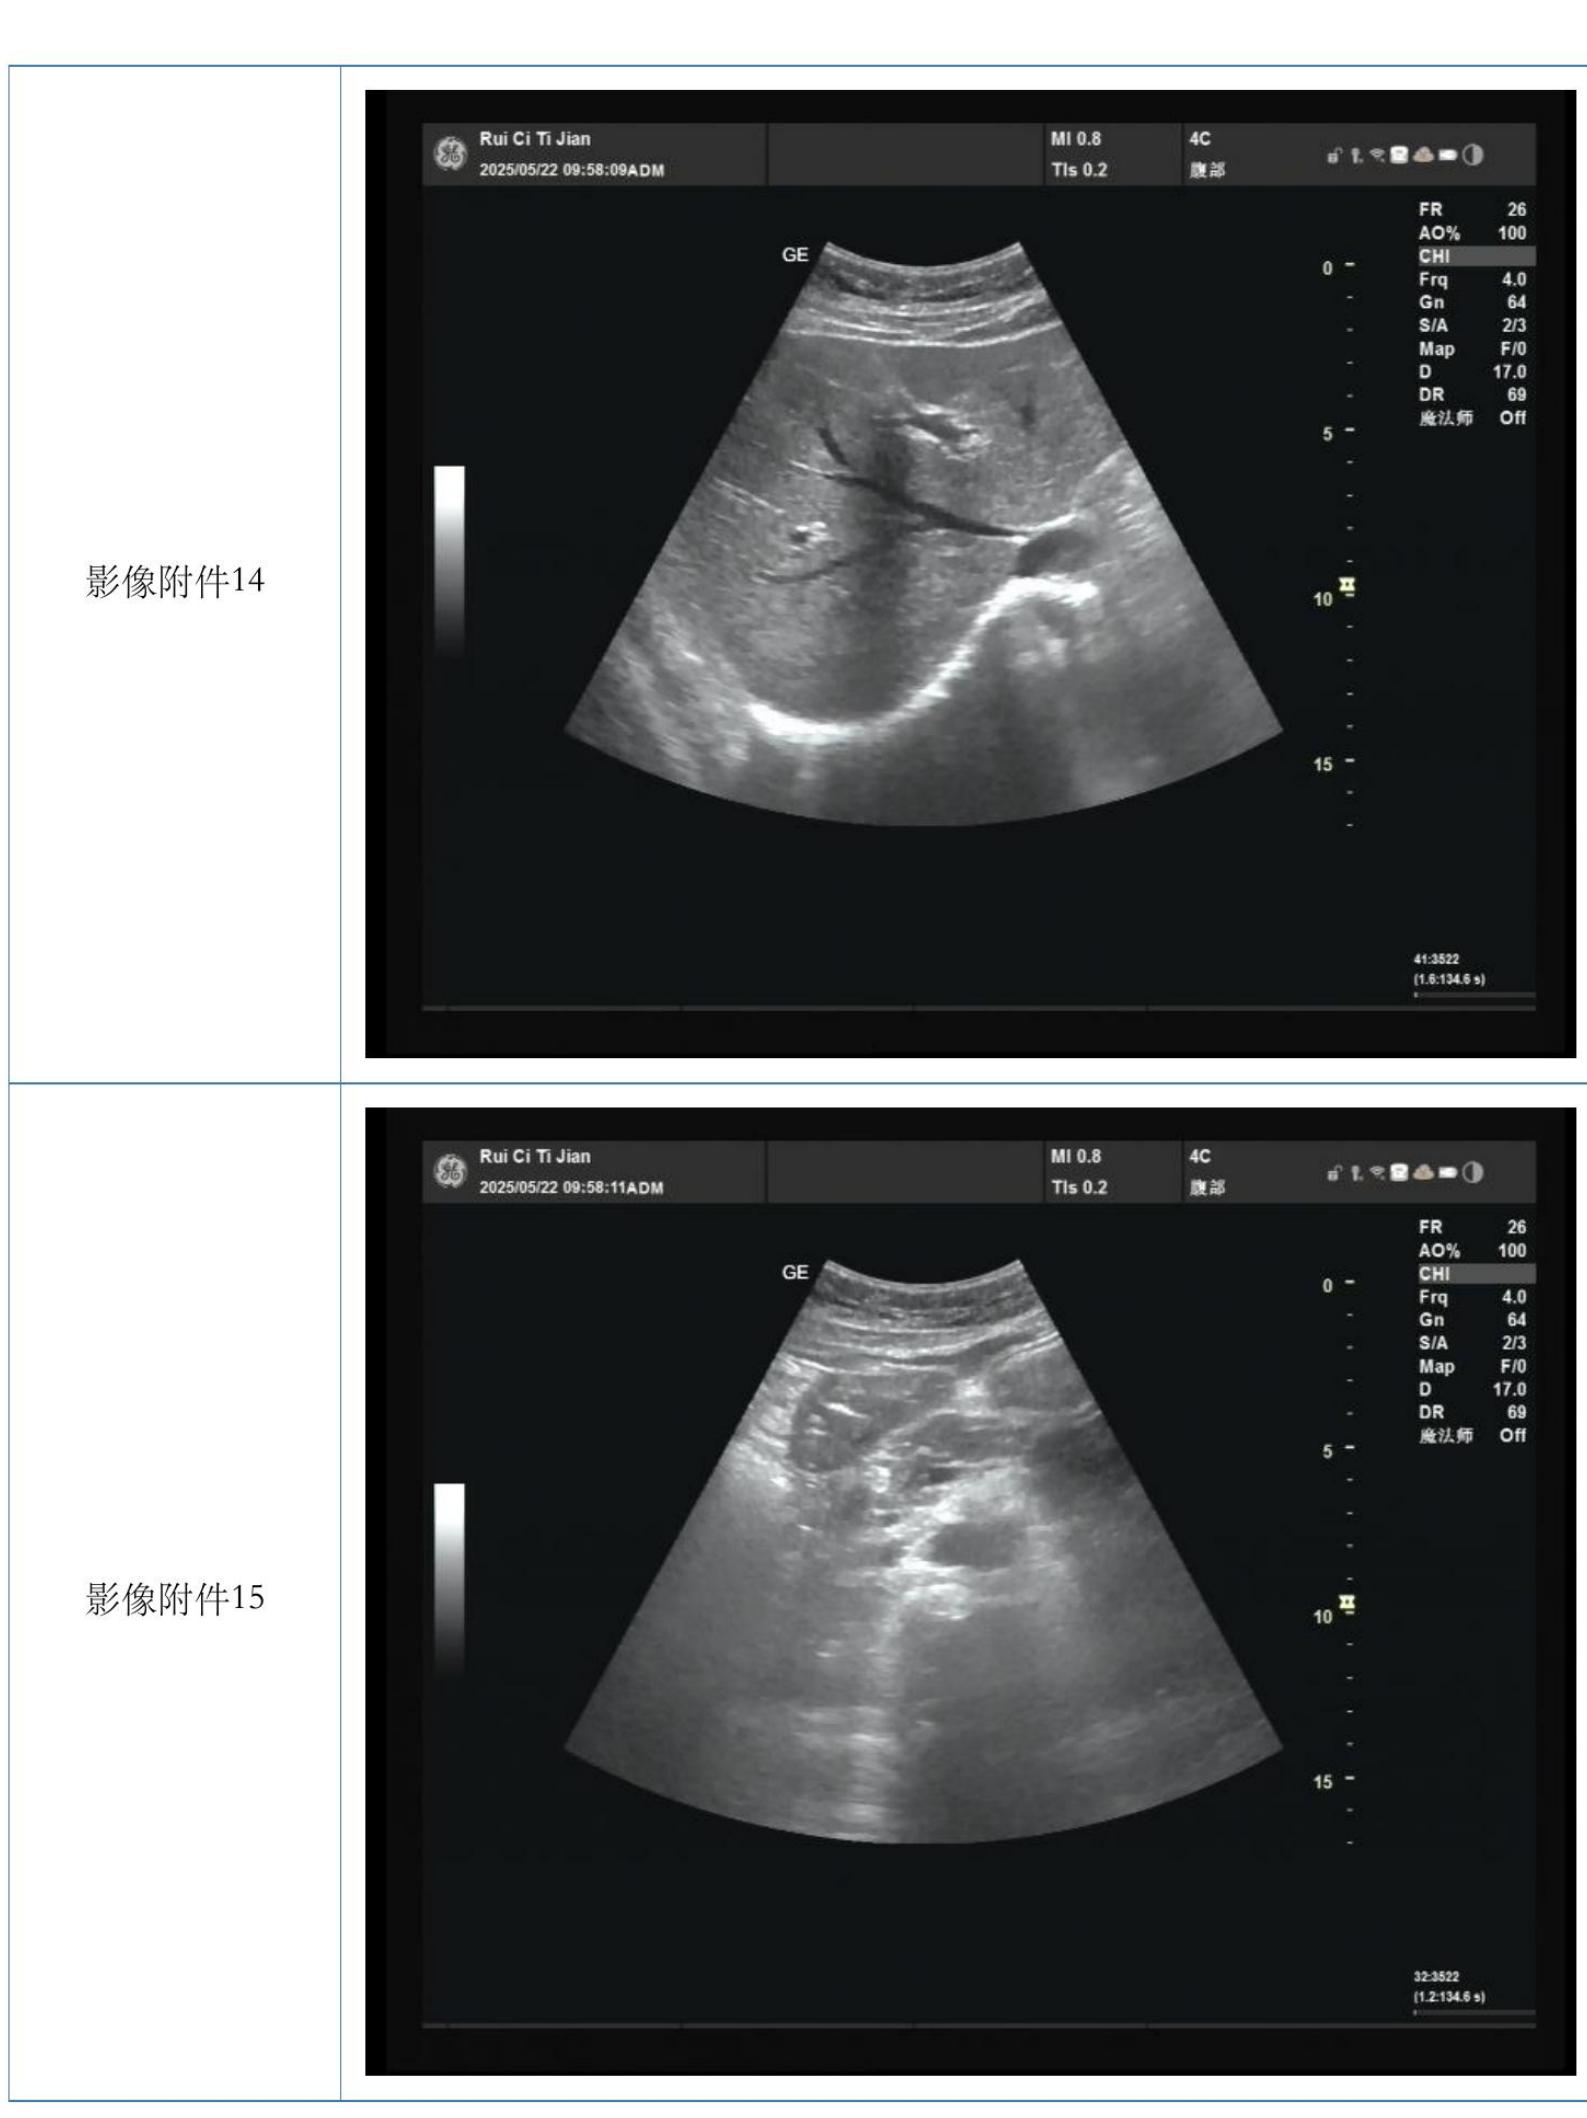 Rui Ci Ti Jian
2025/05/22 09:58:09ADM
MI 0.8
TIs 0.2
4C
腹部
GE
FR 26
AO% 100
CHI
Frq 4.0
Gn 64
S/A 2/3
Map F/0
D 17.0
DR 69
魔法师 Off
0
5
10
15
41:3522
(1.6:134.6 s)
影像附件14
Rui Ci Ti Jian
2025/05/22 09:58:11ADM
MI 0.8
TIs 0.2
4C
腹部
GE
FR 26
AO% 100
CHI
Frq 4.0
Gn 64
S/A 2/3
Map F/0
D 17.0
DR 69
魔法师 Off
0
5
10
15
32:3522
(1.2:134.6 s)
影像附件15